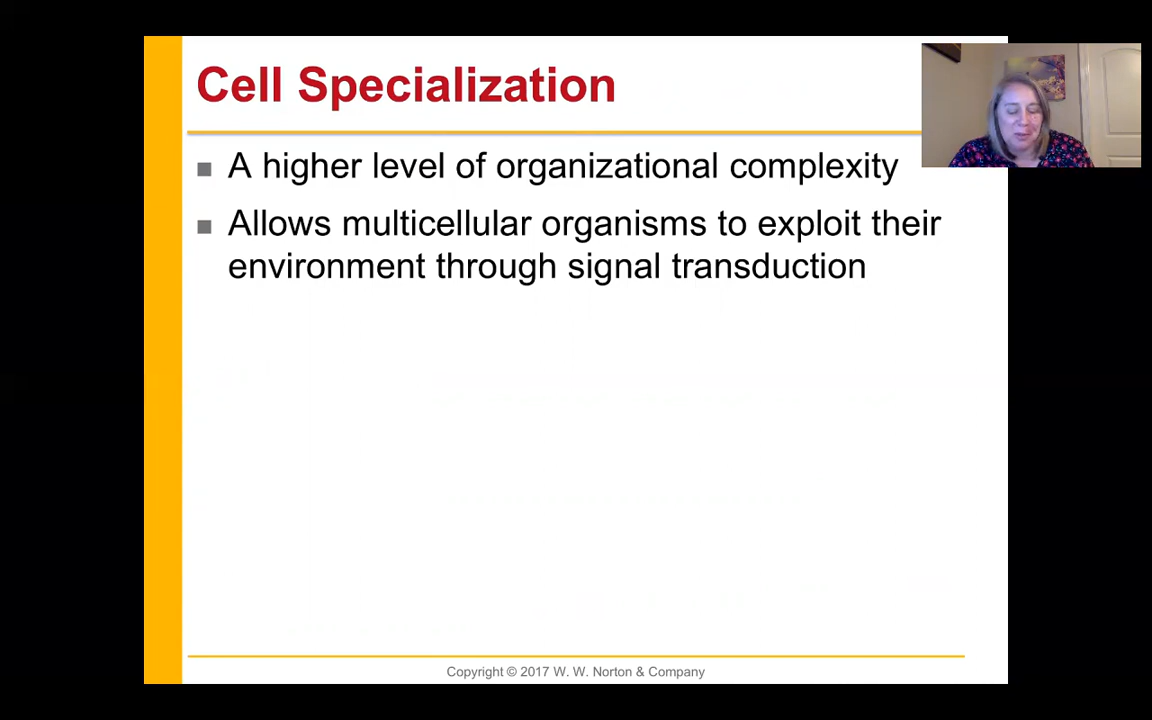 Cell Specialization
■ A higher level of organizational complexity
■ Allows multicellular organisms to exploit their
environment through signal transduction
Copyright © 2017 W. W. Norton & Company